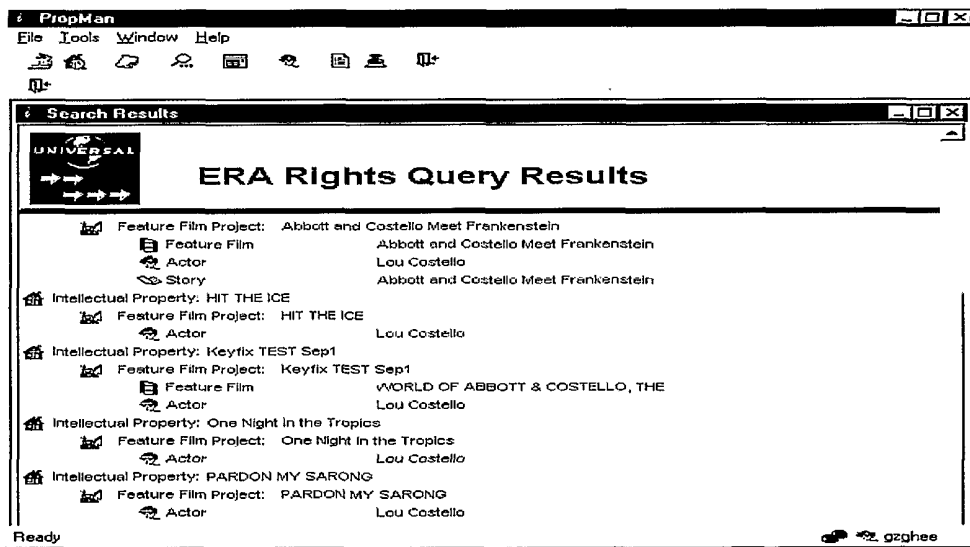 PropMan
File Tools Window Help
Search Results
UNIVERSAL
ERA Rights Query Results
Feature Film Project: Abbott and Costello Meet Frankenstein
Feature Film Abbott and Costello Meet Frankenstein
Actor Lou Costello
Story Abbott and Costello Meet Frankenstein
Intellectual Property: HIT THE ICE
Feature Film Project: HIT THE ICE
Actor Lou Costello
Intellectual Property: Keyfix TEST Sep1
Feature Film Project: Keyfix TEST Sep1
Feature Film WORLD OF ABBOTT & COSTELLO, THE
Actor Lou Costello
Intellectual Property: One Night in the Tropics
Feature Film Project: One Night in the Tropics
Actor Lou Costello
Intellectual Property: PARDON MY SARONG
Feature Film Project: PARDON MY SARONG
Actor Lou Costello
Ready gzghee